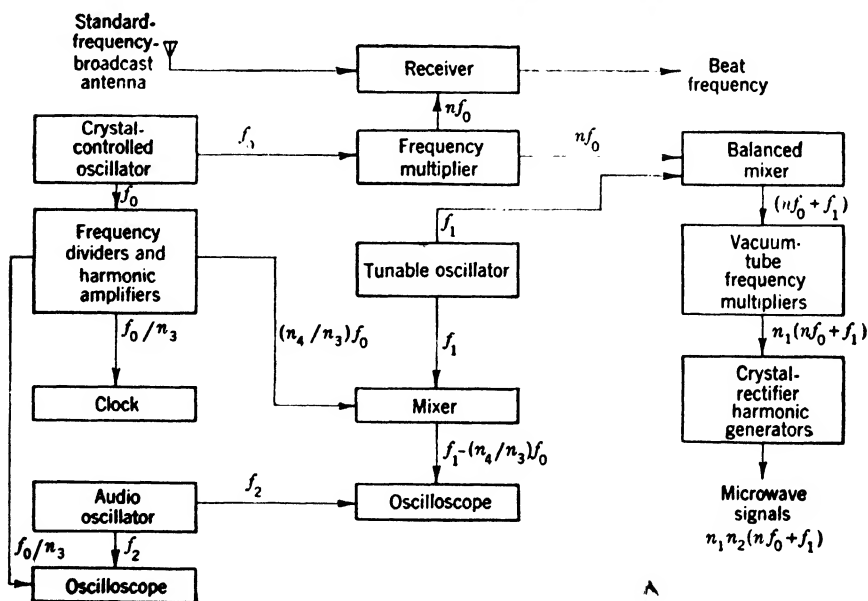 Standard-
frequency-
broadcast
antenna
Receiver
Beat
frequency
nf₀
Crystal-
controlled
oscillator
f₀
Frequency
multiplier
nf₀
Balanced
mixer
f₀
f₁
(nf₀+f₁)
Frequency
dividers and
harmonic
amplifiers
Tunable oscillator
Vacuum-
tube
frequency
multipliers
f₀/n₃
(n₄/n₃)f₀
f₁
n₁(nf₀+f₁)
Clock
Mixer
Crystal-
rectifier
harmonic
generators
f₁-(n₄/n₃)f₀
Audio
oscillator
f₂
Oscilloscope
Microwave
signals
n₁n₂(nf₀+f₁)
f₀/n₃
f₂
Oscilloscope